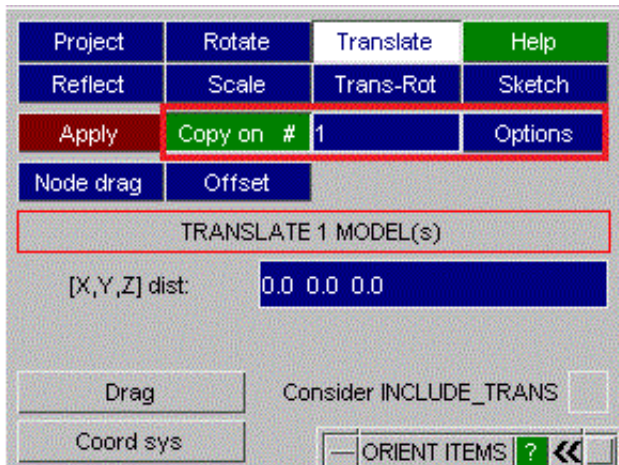 Project Rotate Translate Help
Reflect Scale Trans-Rot Sketch
Apply Copy on # 1 Options
Node drag Offset
TRANSLATE 1 MODEL(s)
[X,Y,Z] dist: 0.0 0.0 0.0
Drag Consider INCLUDE_TRANS
Coord sys — ORIENT ITEMS ? <<